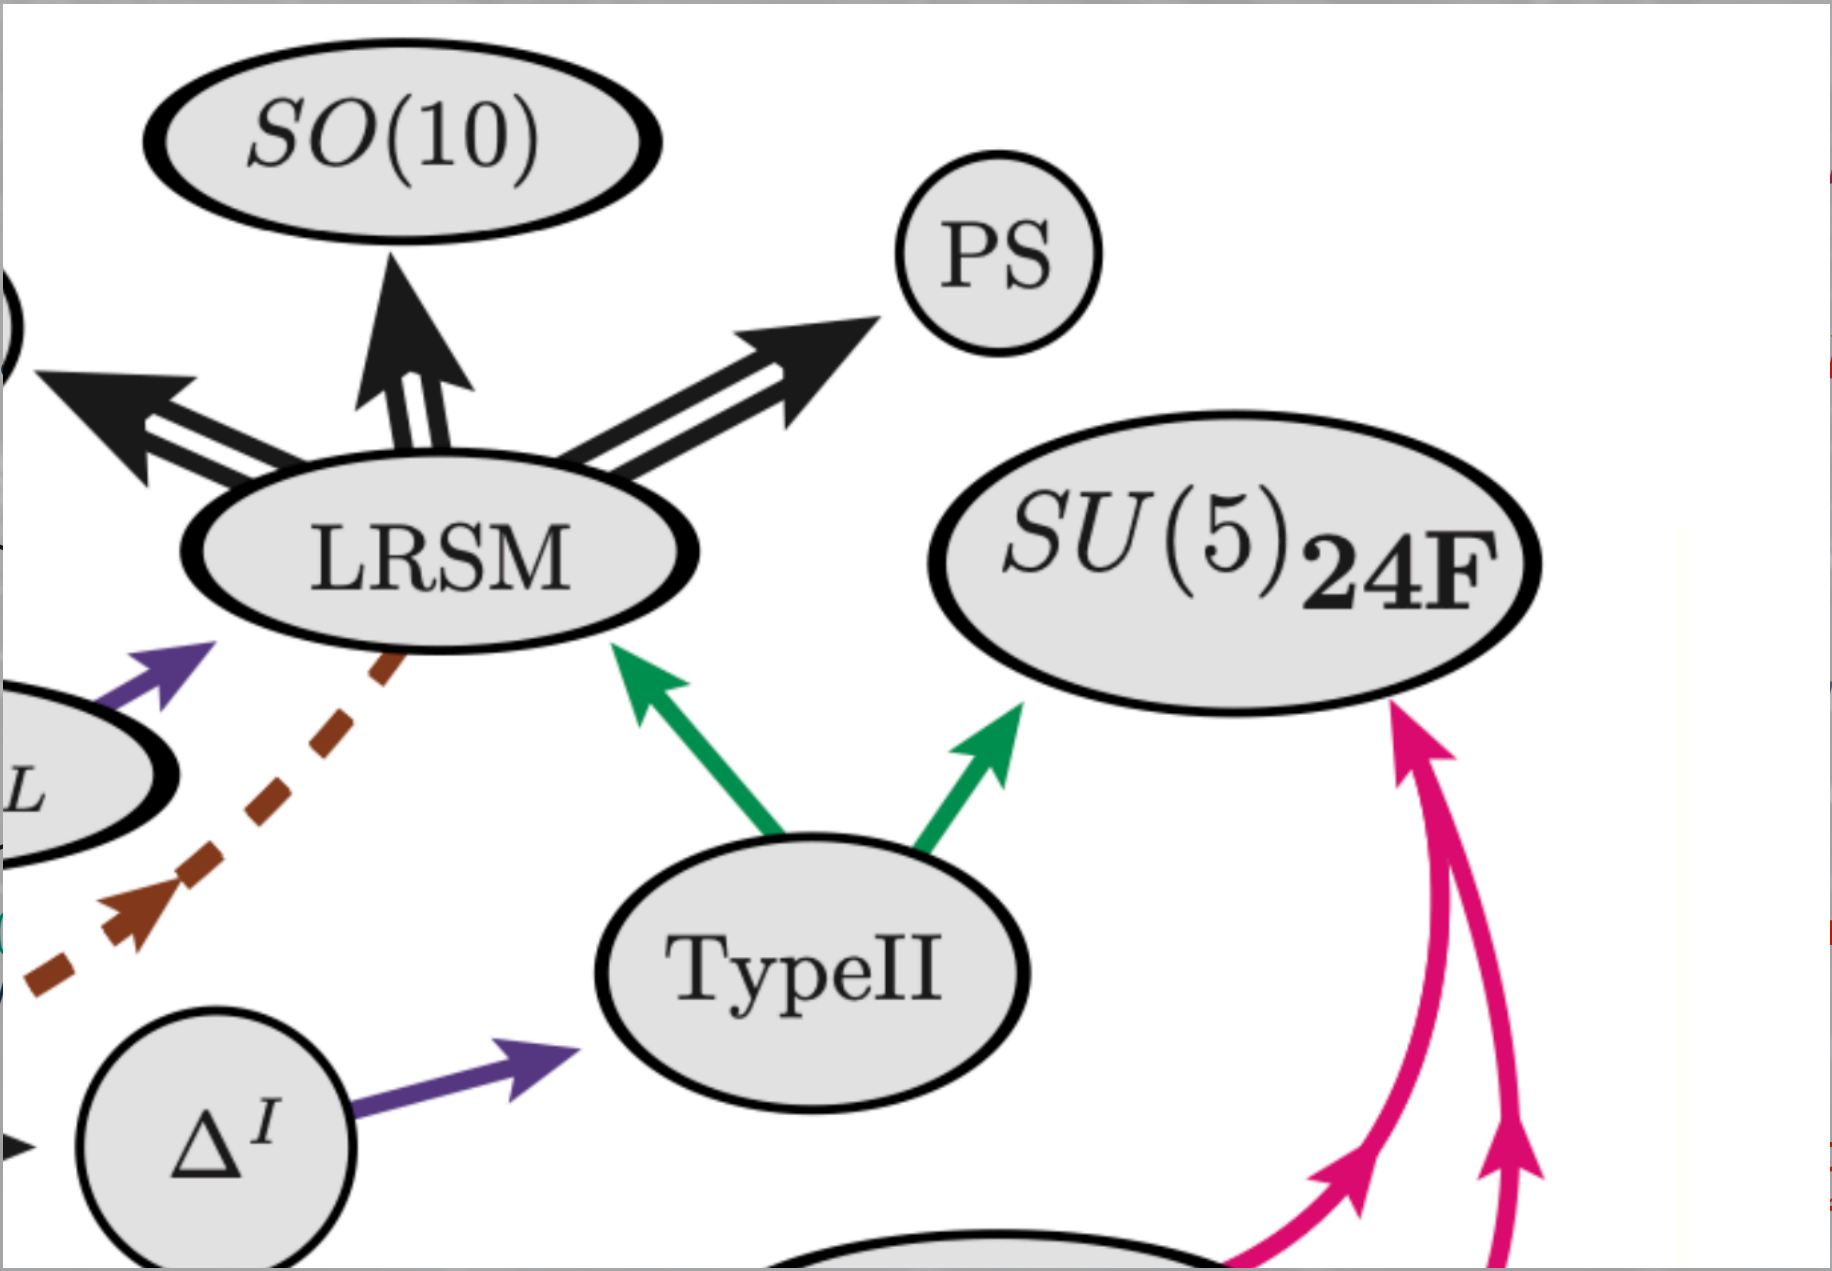 SO(10)
PS
LRSM
SU(5)24F
L
TypeII
Δ^I